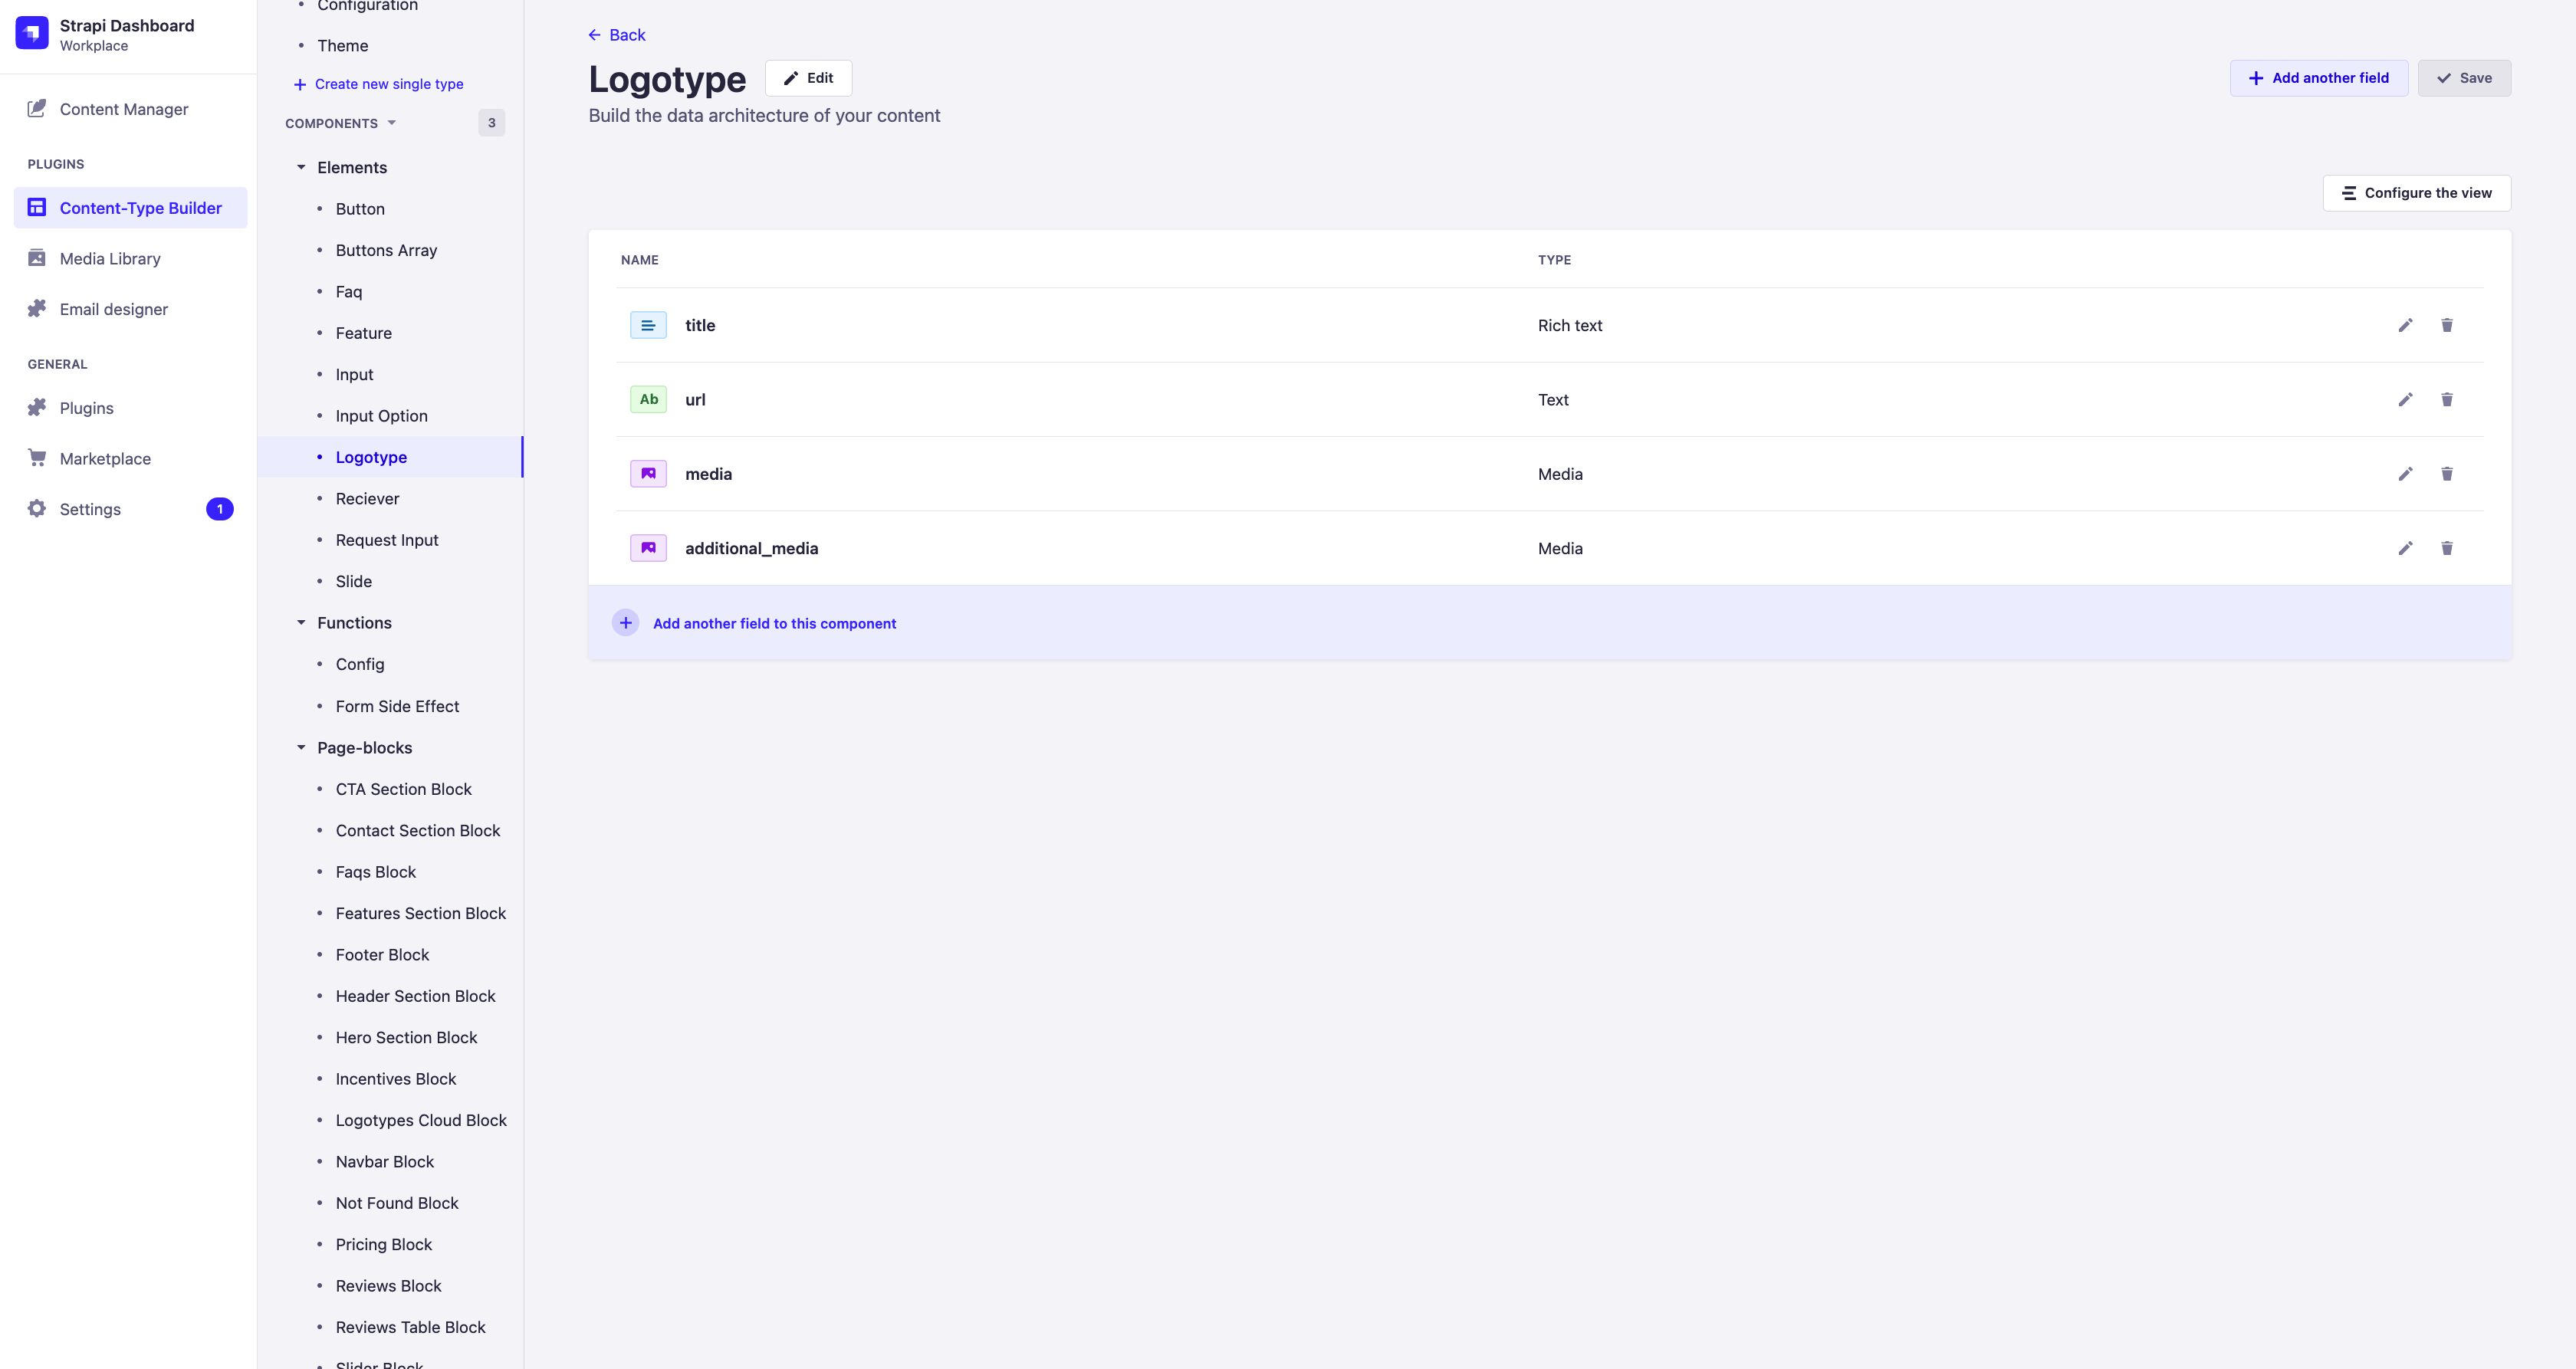 Strapi Dashboard
Workplace
Content Manager
PLUGINS
Content-Type Builder
Media Library
Email designer
GENERAL
Plugins
Marketplace
Settings 1
Configuration
Theme
Create new single type
COMPONENTS 3
Elements
Button
Buttons Array
Faq
Feature
Input
Input Option
Logotype
Reciever
Request Input
Slide
Functions
Config
Form Side Effect
Page-blocks
CTA Section Block
Contact Section Block
Faqs Block
Features Section Block
Footer Block
Header Section Block
Hero Section Block
Incentives Block
Logotypes Cloud Block
Navbar Block
Not Found Block
Pricing Block
Reviews Block
Reviews Table Block
Slider Block
Back
Logotype Edit Add another field Save
Build the data architecture of your content
Configure the view
NAME TYPE
title Rich text
Ab url Text
media Media
additional_media Media
Add another field to this component